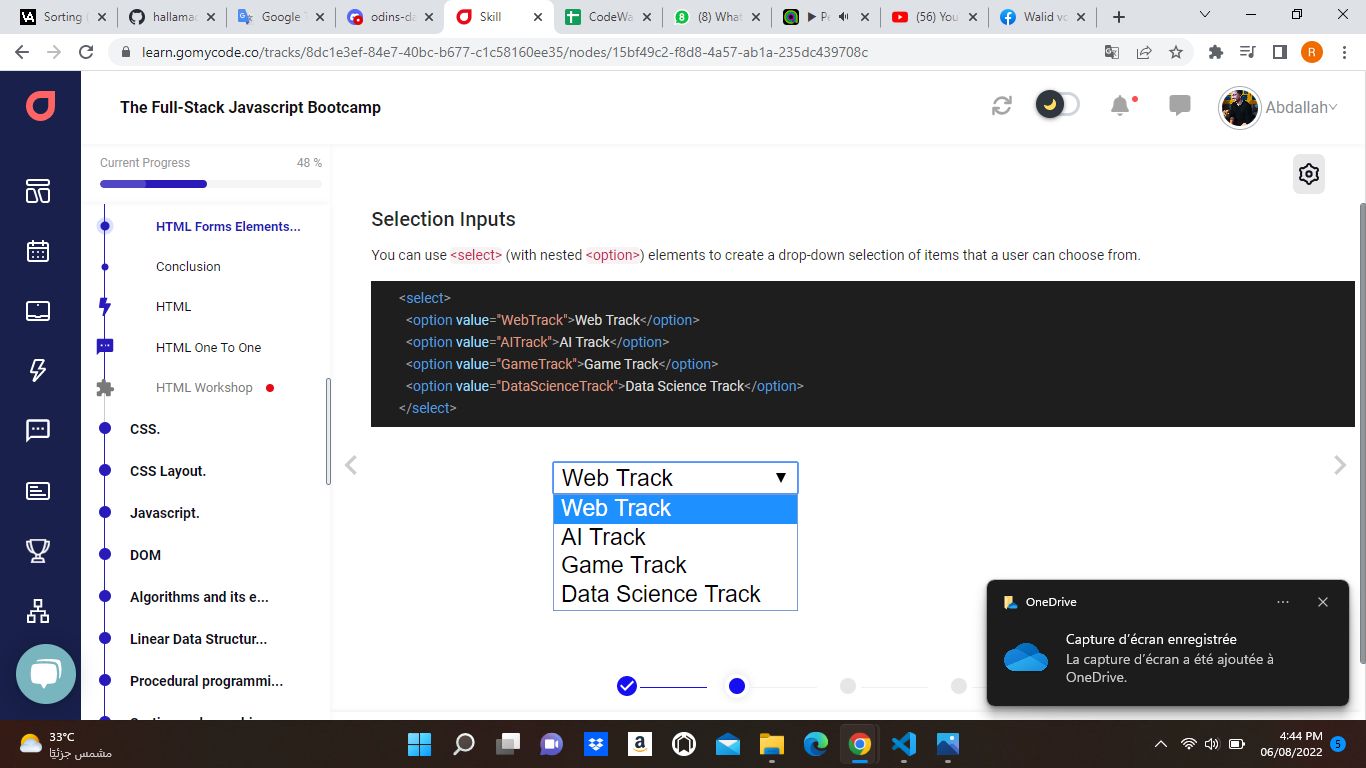 Sorting
hallamac
Google
odins-da
Skill
CodeWa
(8) What
Pe
(56) You
Walid vo
learn.gomycode.co/tracks/8dc1e3ef-84e7-40bc-b677-c1c58160ee35/nodes/15bf49c2-f8d8-4a57-ab1a-235dc439708c
R
The Full-Stack Javascript Bootcamp
Abdallah
Current Progress 48 %
HTML Forms Elements...
Conclusion
HTML
HTML One To One
HTML Workshop
CSS.
CSS Layout.
Javascript.
DOM
Algorithms and its e...
Linear Data Structur...
Procedural programmi...
Selection Inputs
You can use <select> (with nested <option>) elements to create a drop-down selection of items that a user can choose from.
<select>
<option value="WebTrack">Web Track</option>
<option value="AITrack">AI Track</option>
<option value="GameTrack">Game Track</option>
<option value="DataScienceTrack">Data Science Track</option>
</select>
Web Track
Web Track
AI Track
Game Track
Data Science Track
OneDrive
Capture d'écran enregistrée
La capture d'écran a été ajoutée à
OneDrive.
33°C
مشمس جزئيًا
4:44 PM
06/08/2022
5